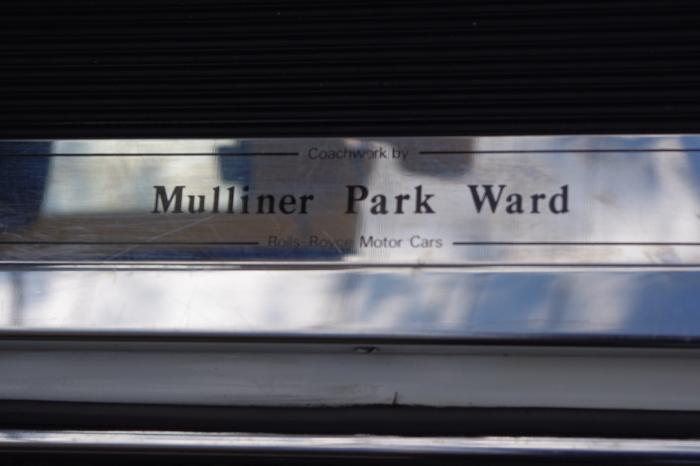 Coachwork by
Mulliner Park Ward
Rolls-Royce Motor Cars